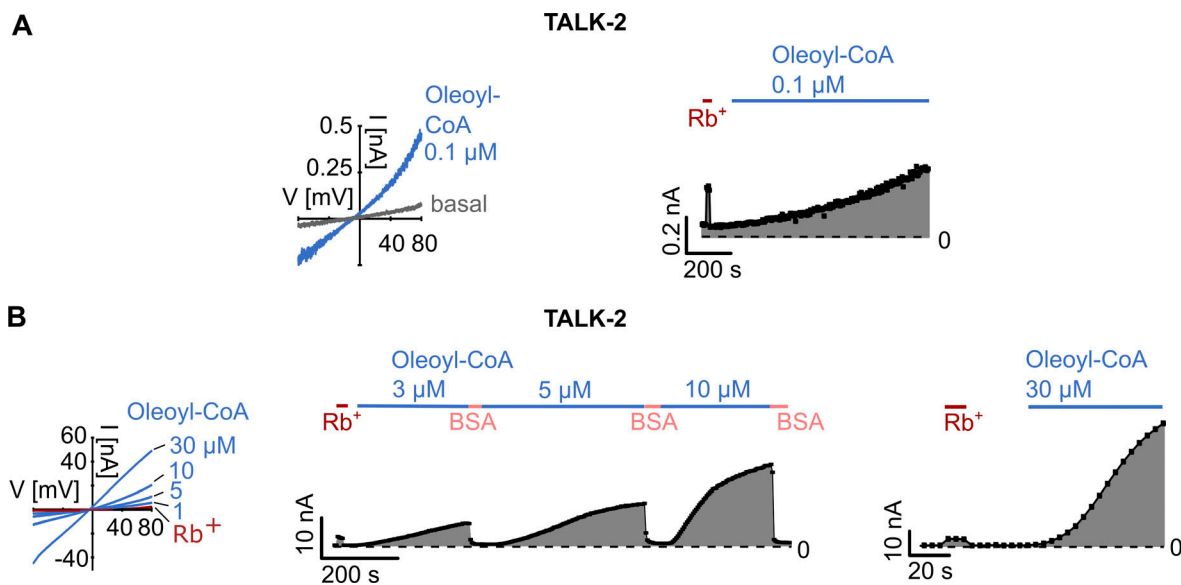 A
TALK-2
Oleoyl-
CoA
0.1 µM
I [nA]
0.5
0.25
V [mV]
basal
40 80
Oleoyl-CoA
0.1 µM
Rb⁺
0.2 nA
200 s
0
B
TALK-2
Oleoyl-CoA
I [nA]
60
40
30 µM
10
5
1
Rb⁺
V [mV]
40 80
-40
Oleoyl-CoA
3 µM 5 µM 10 µM
Rb⁺ BSA BSA BSA
10 nA
200 s
0
Oleoyl-CoA
30 µM
Rb⁺
10 nA
20 s
0